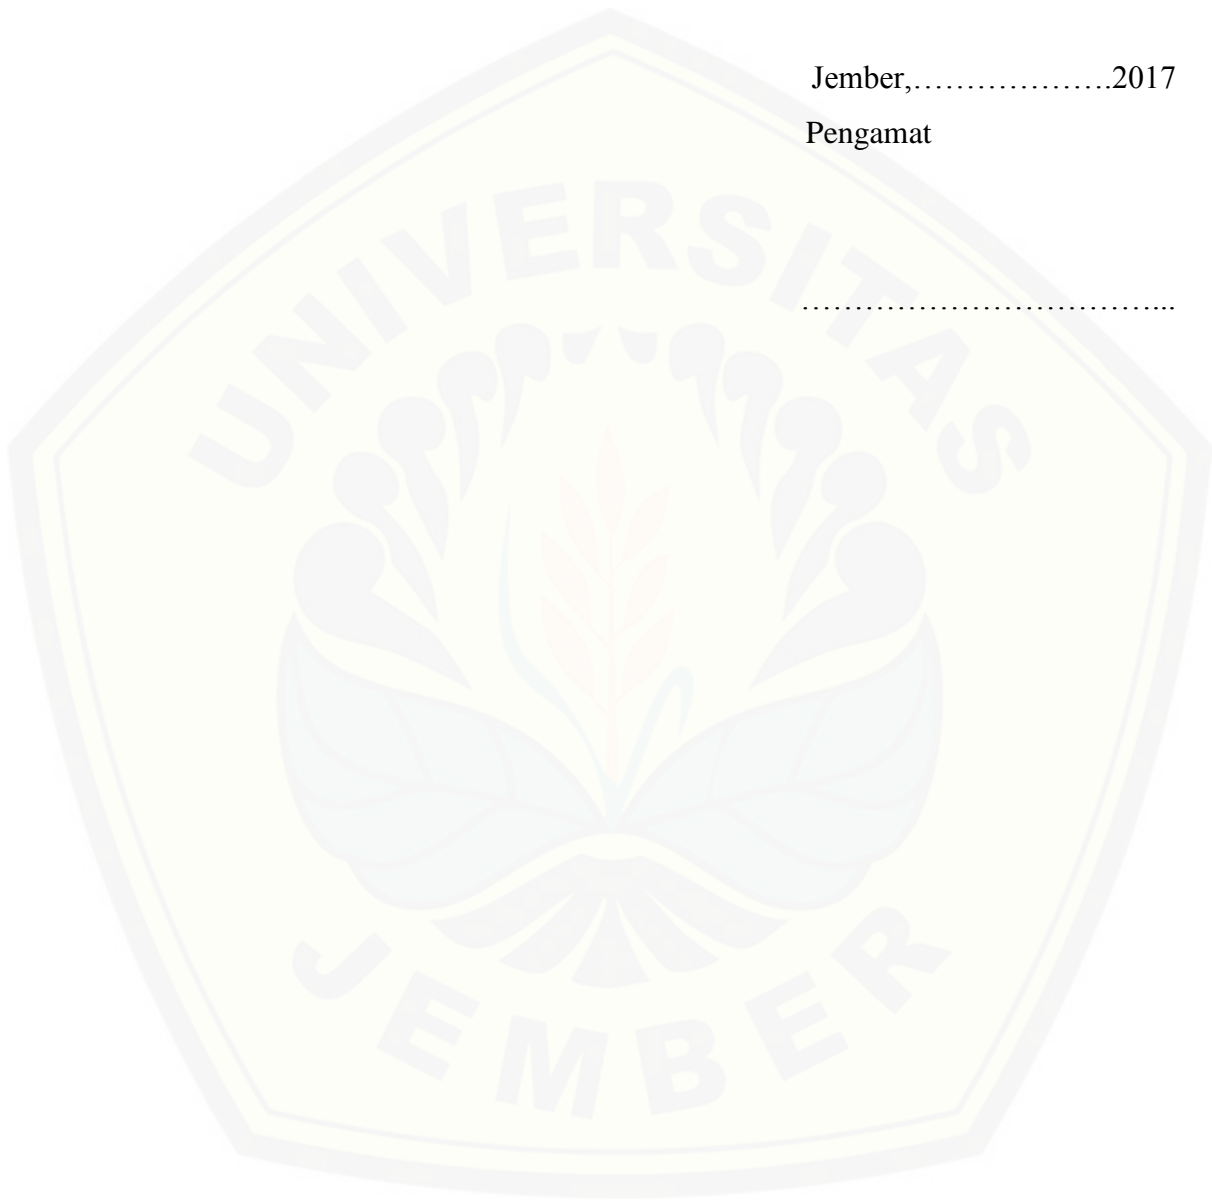 Jember,……………….2017
Pengamat
……………………………...
UNIVERSITAS
JEMBER